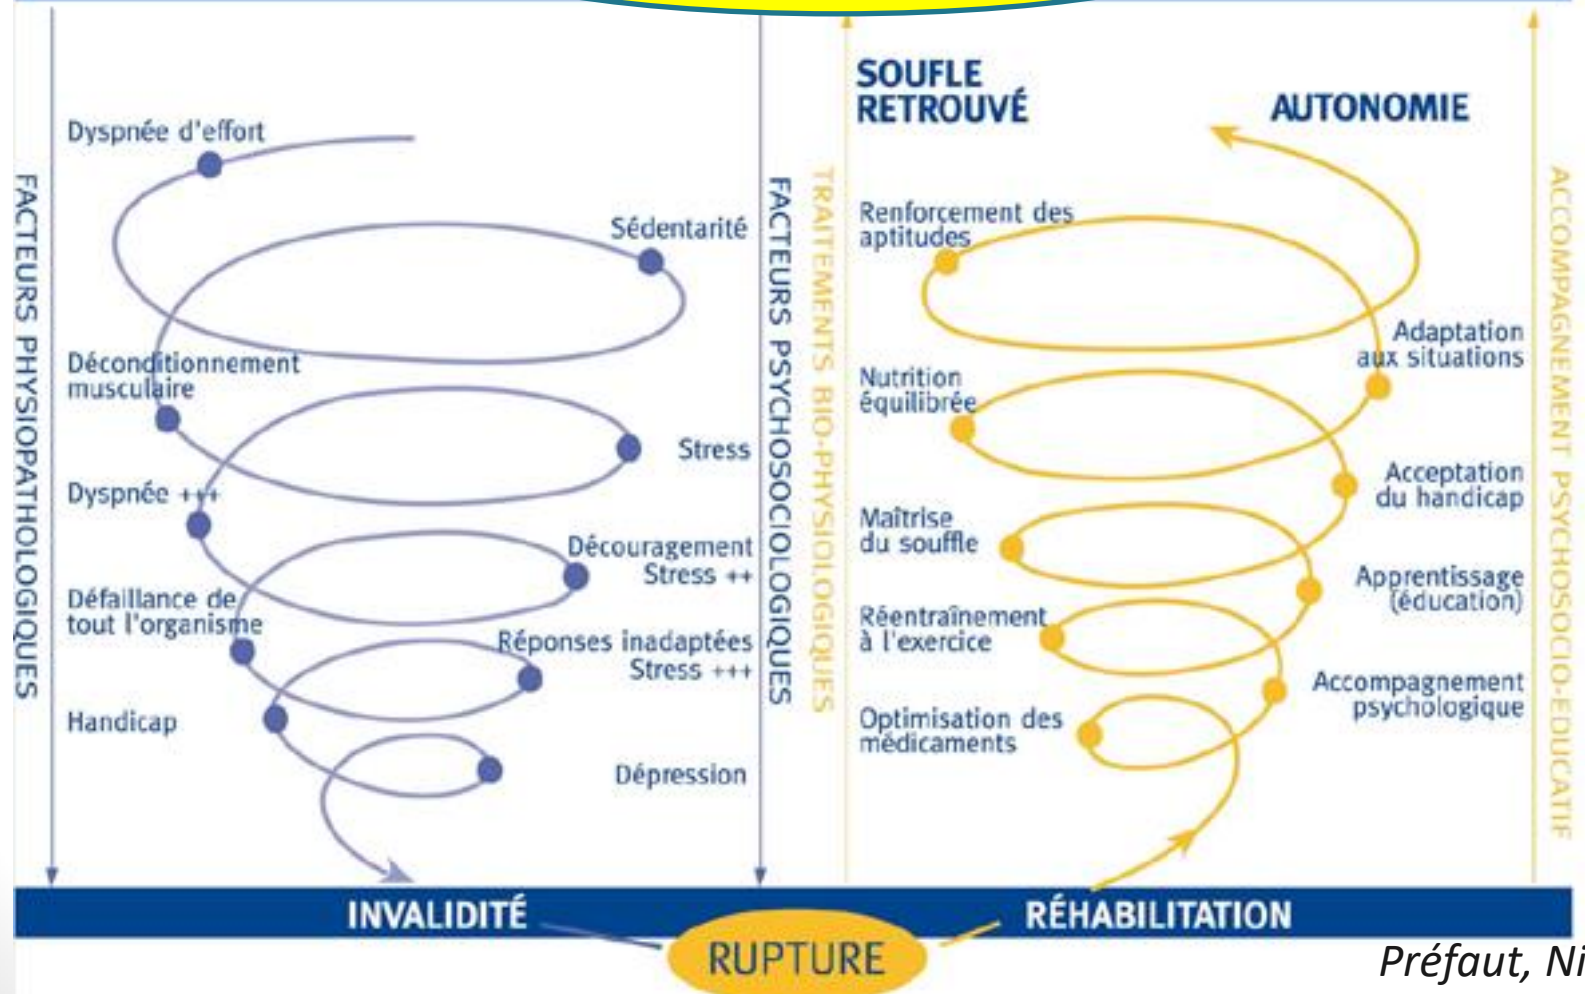 FACTEURS PHYSIOPATHOLOGIQUES
Dyspnée d'effort
Sédentarité
Déconditionnement
musculaire
Stress
Dyspnée +++
Découragement
Stress ++
Défaillance de
tout l'organisme
Réponses inadaptées
Stress +++
Handicap
Dépression
FACTEURS PSYCHOSOCIOLOGIQUES
TRAITEMENTS BIO-PHYSIOLOGIQUES
SOUFLE
RETROUVÉ
AUTONOMIE
Renforcement des
aptitudes
Adaptation
aux situations
Nutrition
équilibrée
Acceptation
du handicap
Maîtrise
du souffle
Apprentissage
(éducation)
Réentraînement
à l'exercice
Accompagnement
psychologique
Optimisation des
médicaments
ACCOMPAGNEMENT PSYCHOSOCIO-EDUCATIF
INVALIDITÉ
RÉHABILITATION
RUPTURE
Préfaut, Ni